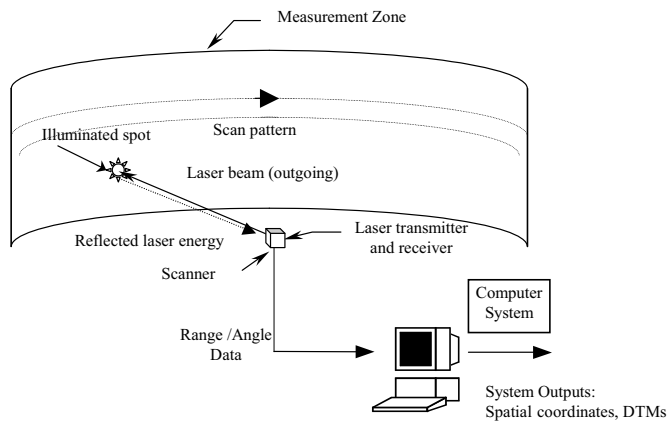 Measurement Zone
Scan pattern
Illuminated spot
Laser beam (outgoing)
Reflected laser energy
Laser transmitter
and receiver
Scanner
Computer
System
Range /Angle
Data
System Outputs:
Spatial coordinates, DTMs